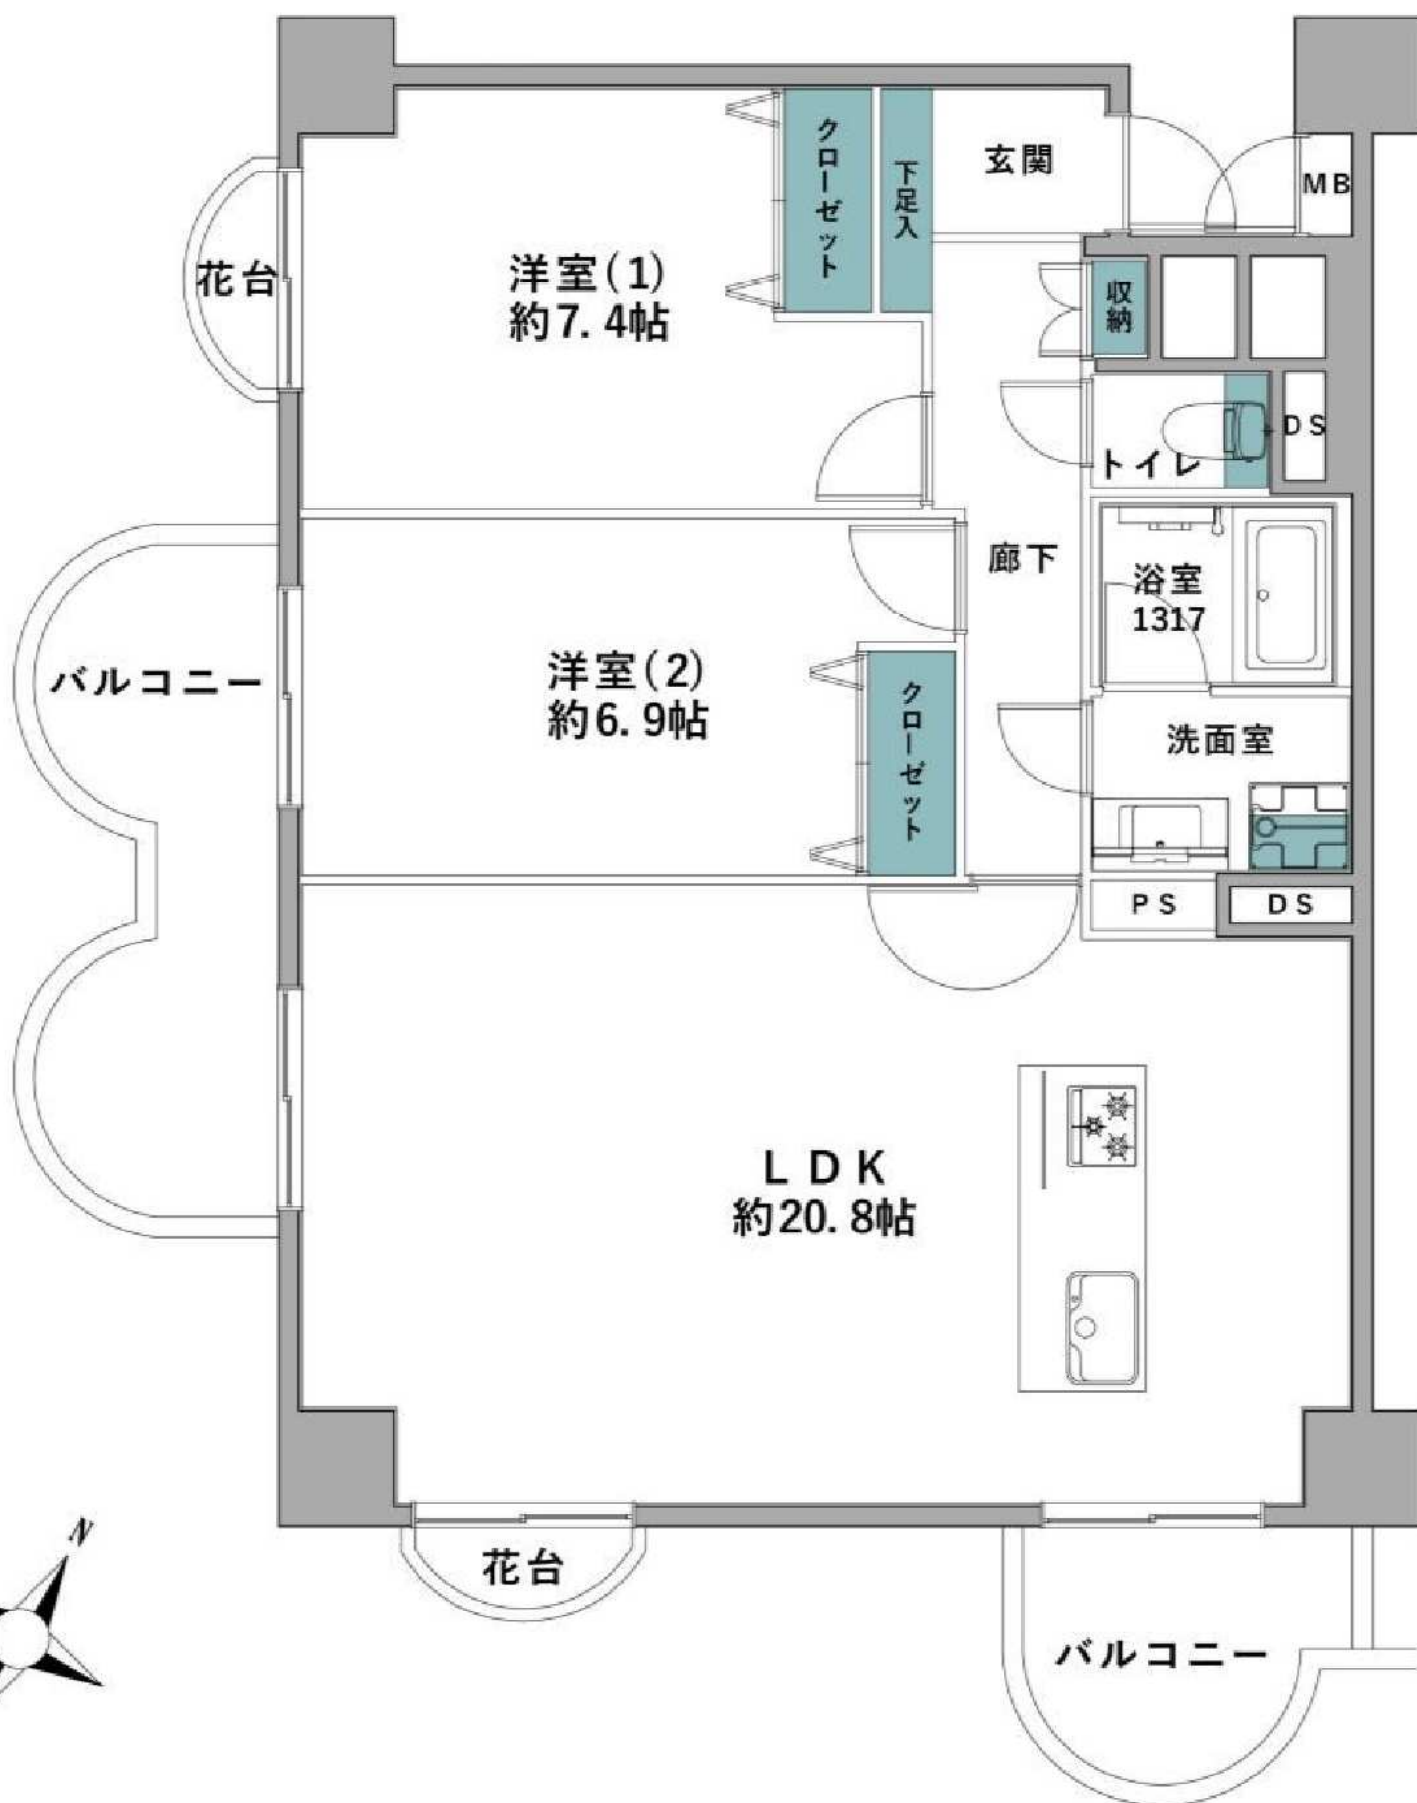 クローゼット
下足入
玄関
MB
花台
洋室(1)
約7.4帖
収納
トイレ
DS
廊下
浴室
1317
バルコニー
洋室(2)
約6.9帖
クローゼット
洗面室
PS
DS
LDK
約20.8帖
N
花台
バルコニー